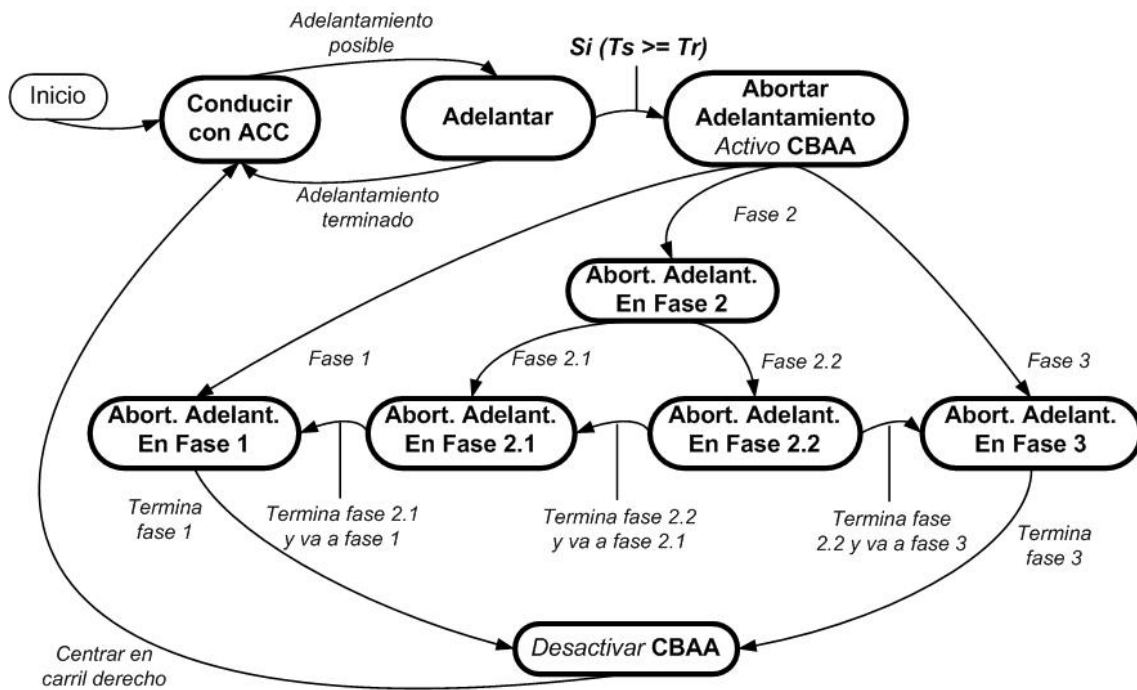 Adelantamiento
posible
Si (Ts >= Tr)
Inicio
Conducir
con ACC
Adelantar
Abortar
Adelantamiento
Activo CBAA
Adelantamiento
terminado
Fase 2
Abort. Adelant.
En Fase 2
Fase 1
Fase 2.1
Fase 2.2
Fase 3
Abort. Adelant.
En Fase 1
Abort. Adelant.
En Fase 2.1
Abort. Adelant.
En Fase 2.2
Abort. Adelant.
En Fase 3
Termina
fase 1
Termina fase 2.1
y va a fase 1
Termina fase 2.2
y va a fase 2.1
Termina fase
2.2 y va a fase 3
Termina
fase 3
Desactivar CBAA
Centrar en
carril derecho